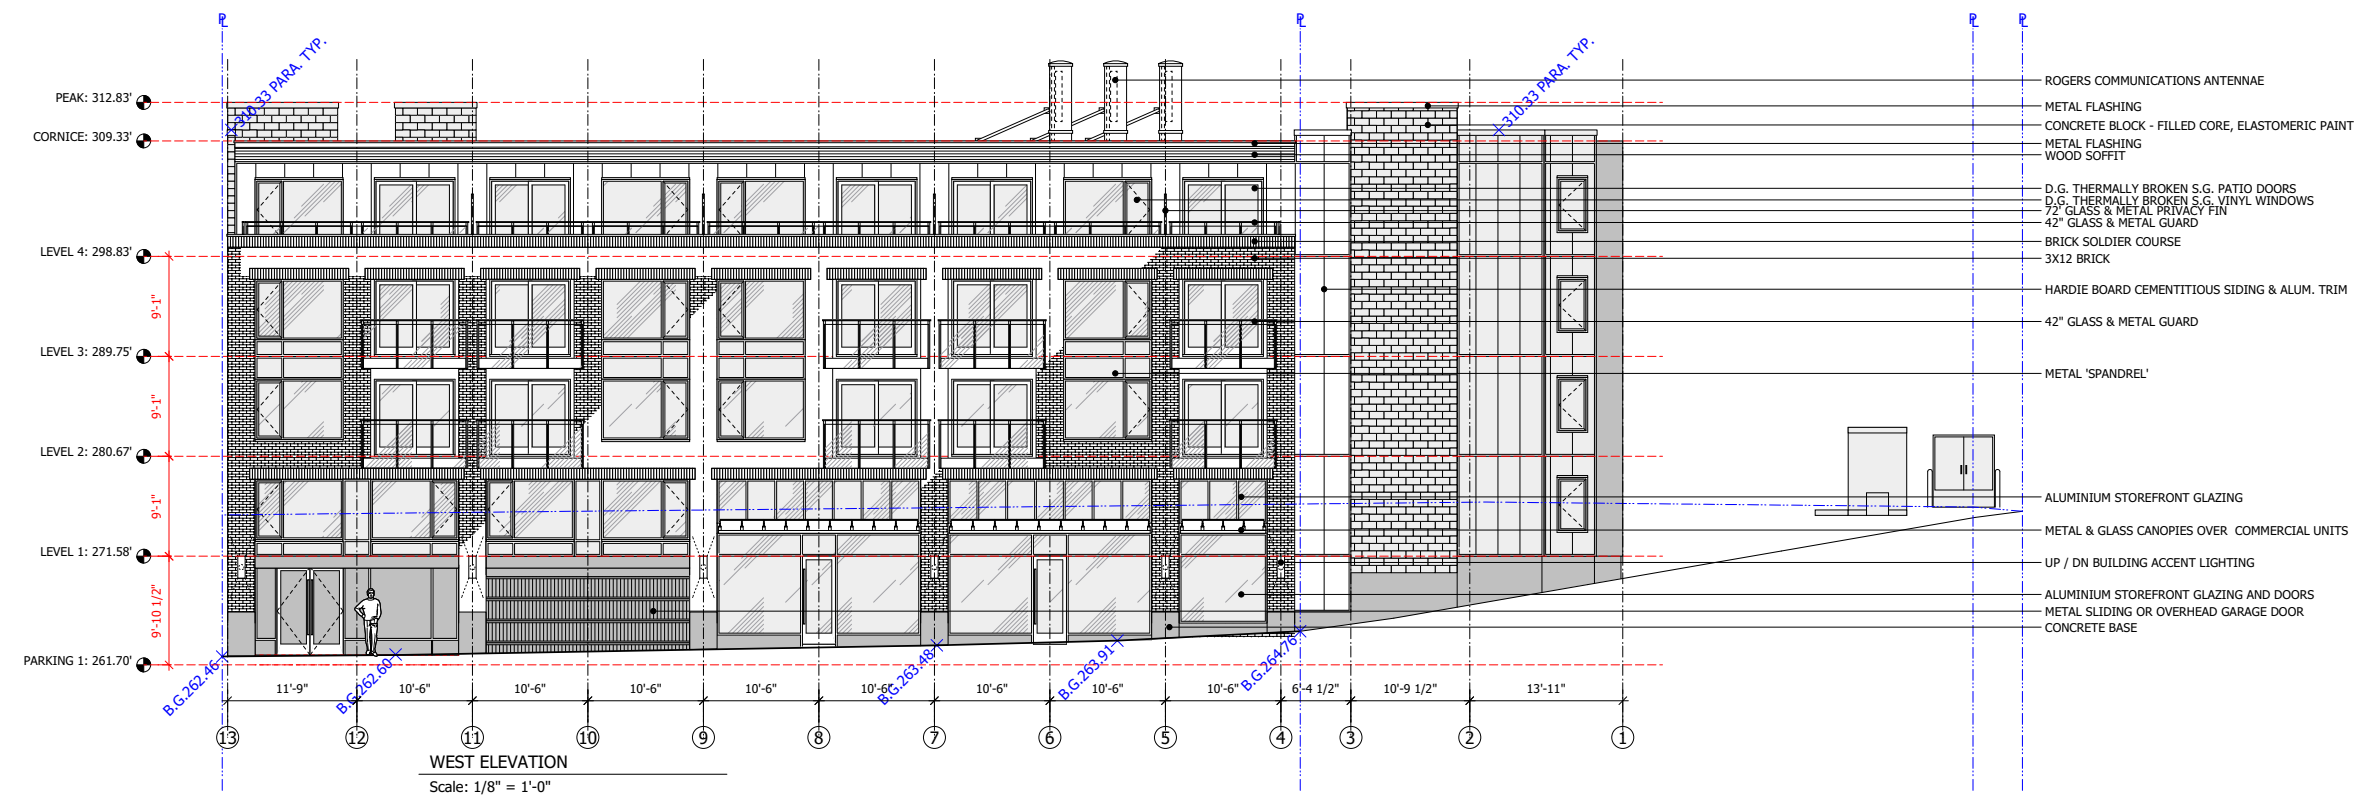 PL PL PL PL
310.33 PARA. TYP.
310.33 PARA. TYP.
PEAK: 312.83'
CORNICE: 309.33'
LEVEL 4: 298.83'
9'-1"
LEVEL 3: 289.75'
9'-1"
LEVEL 2: 280.67'
9'-1"
LEVEL 1: 271.58'
9'-10 1/2"
PARKING 1: 261.70'
ROGERS COMMUNICATIONS ANTENNAE
METAL FLASHING
CONCRETE BLOCK - FILLED CORE, ELASTOMERIC PAINT
METAL FLASHING
WOOD SOFFIT
D.G. THERMALLY BROKEN S.G. PATIO DOORS
D.G. THERMALLY BROKEN S.G. VINYL WINDOWS
72' GLASS & METAL PRIVACY FIN
42" GLASS & METAL GUARD
BRICK SOLDIER COURSE
3X12 BRICK
HARDIE BOARD CEMENTITIOUS SIDING & ALUM. TRIM
42" GLASS & METAL GUARD
METAL 'SPANDREL'
ALUMINIUM STOREFRONT GLAZING
METAL & GLASS CANOPIES OVER COMMERCIAL UNITS
UP / DN BUILDING ACCENT LIGHTING
ALUMINIUM STOREFRONT GLAZING AND DOORS
METAL SLIDING OR OVERHEAD GARAGE DOOR
CONCRETE BASE
B.G.262.46
B.G.262.60
B.G.263.48
B.G.263.91
B.G.264.76
11'-9" 10'-6" 10'-6" 10'-6" 10'-6" 10'-6" 10'-6" 10'-6" 10'-6" 6'-4 1/2" 10'-9 1/2" 13'-11"
13 12 11 10 9 8 7 6 5 4 3 2 1
WEST ELEVATION
Scale: 1/8" = 1'-0"